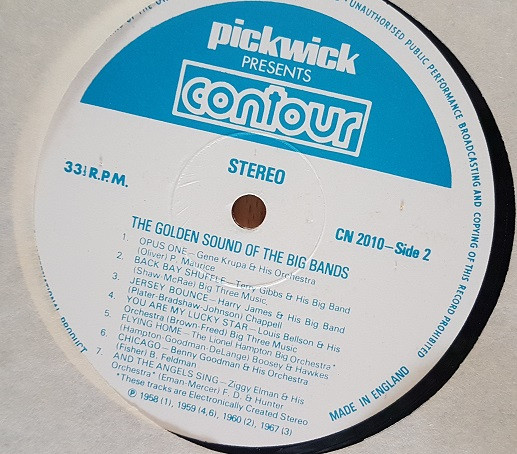 pickwick
PRESENTS
contour
33⅓ R.P.M.
STEREO
CN 2010–Side 2
THE GOLDEN SOUND OF THE BIG BANDS
1. OPUS ONE – Gene Krupa & His Orchestra
(Oliver) P. Maurice
2. BACK BAY SHUFFLE – Terry Gibbs & His Big Band
(Shaw McRae) Big Three Music.
3. JERSEY BOUNCE – Harry James & His Big Band
(Plater-Bradshaw-Johnson) Chappell
4. YOU ARE MY LUCKY STAR – Louis Bellson & His
Orchestra (Brown-Freed) Big Three Music
5. FLYING HOME – The Lionel Hampton Big Orchestra*
(Hampton-Goodman-DeLange) Boosey & Hawkes
6. CHICAGO – Benny Goodman & His Orchestra
(Fisher) B. Feldman
7. AND THE ANGELS SING – Ziggy Elman & His
Orchestra* (Eman-Mercer) F. D. & Hunter
*These tracks are Electronically Created Stereo
℗ 1958 (1), 1959 (4,6), 1960 (2), 1967 (3)
UNAUTHORISED PUBLIC PERFORMANCE BROADCASTING AND COPYING OF THIS RECORD PROHIBITED
MADE IN ENGLAND
PRODUCT